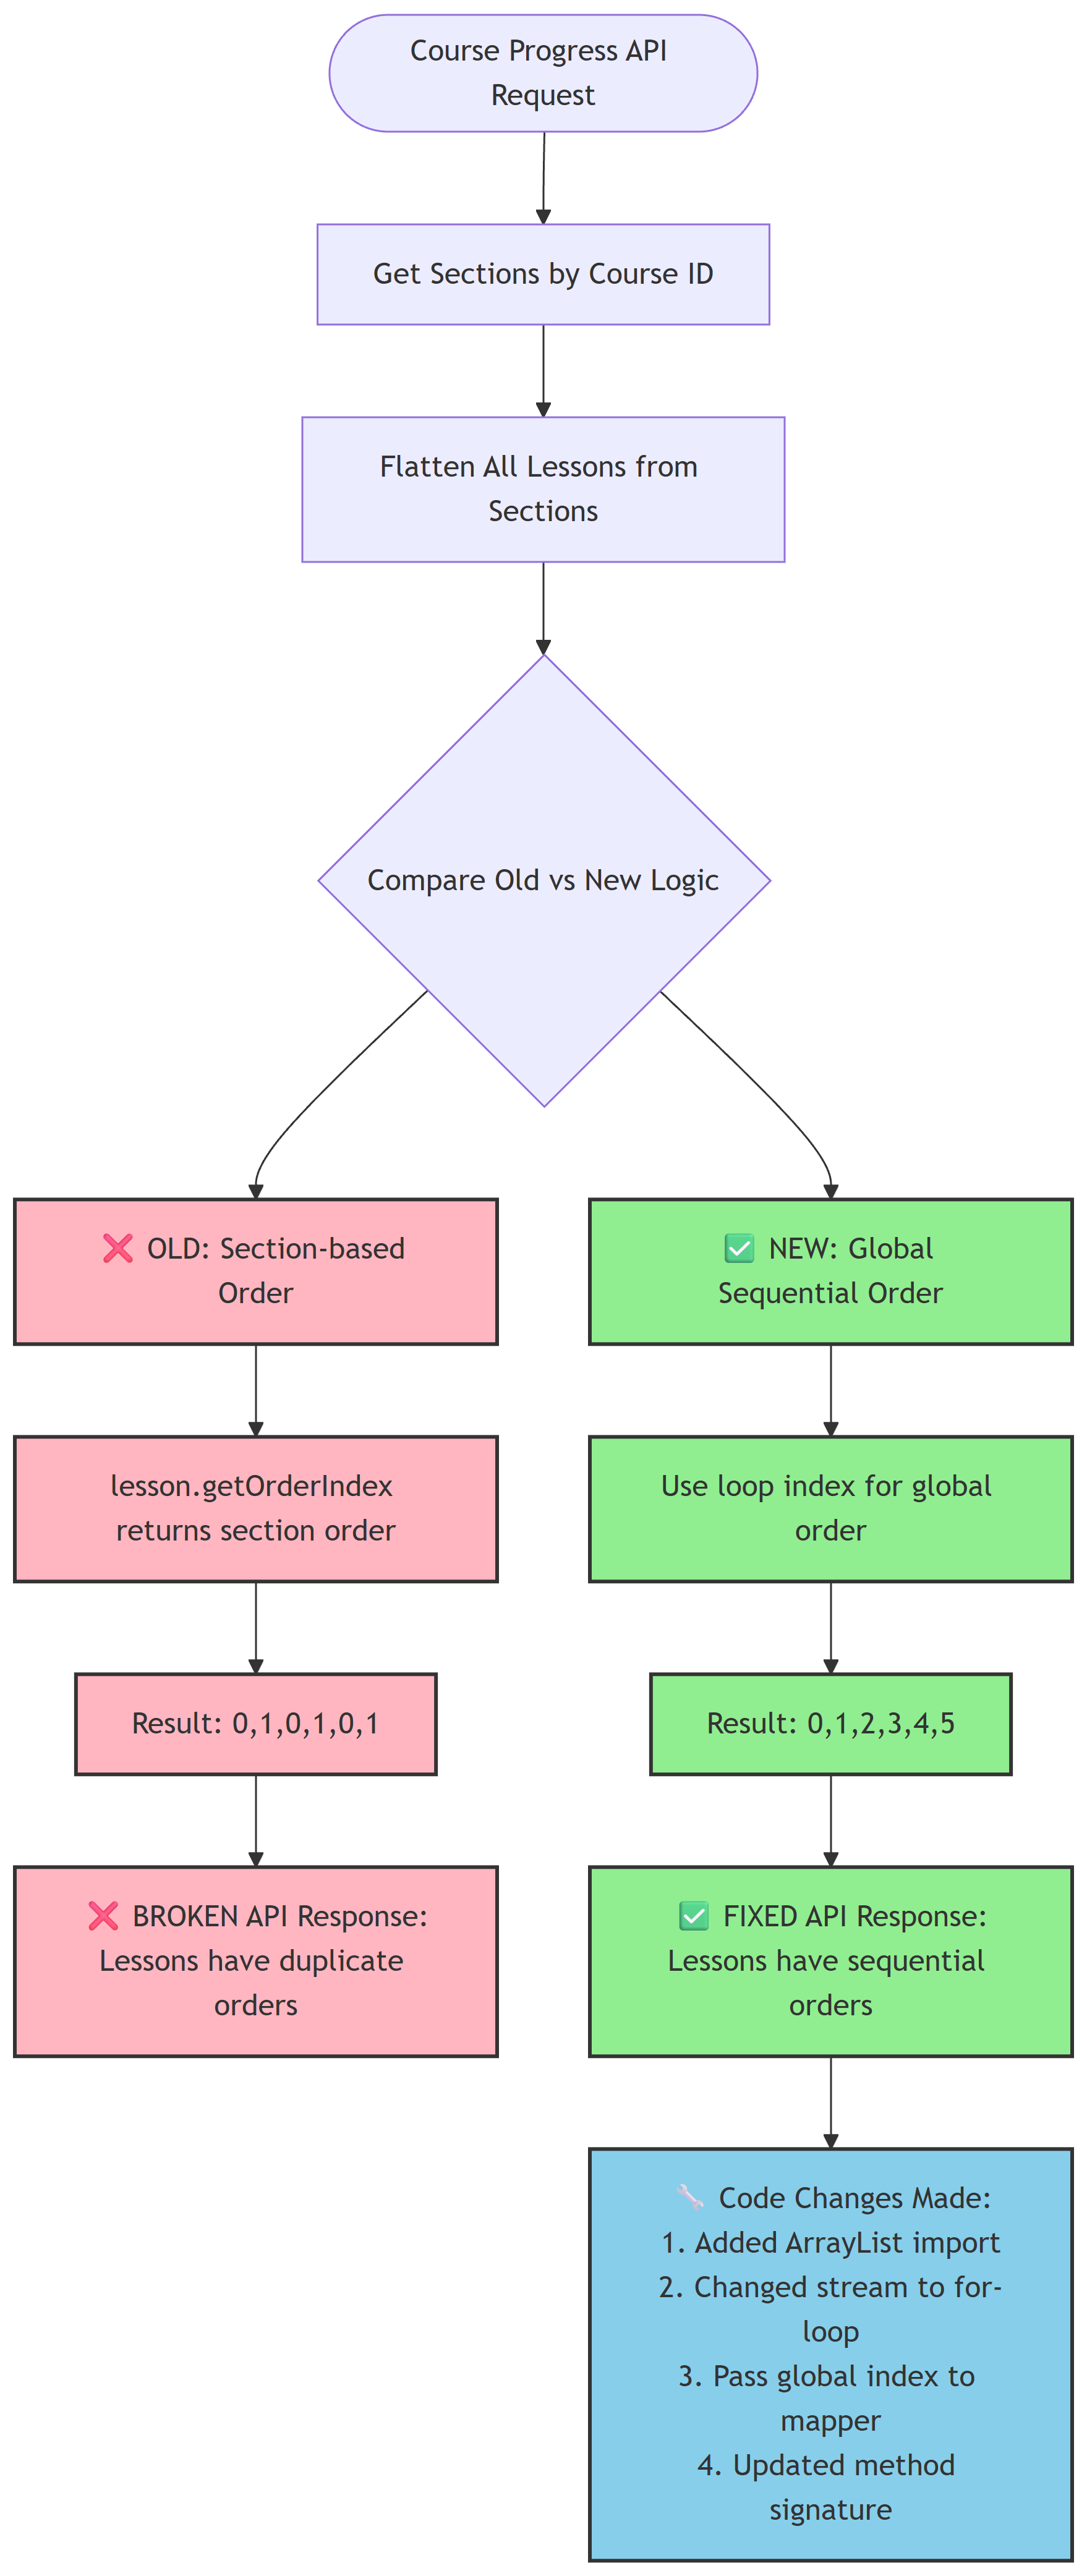 Course Progress API
Request
Get Sections by Course ID
Flatten All Lessons from
Sections
Compare Old vs New Logic
❌ OLD: Section-based
Order
lesson.getOrderIndex
returns section order
Result: 0,1,0,1,0,1
❌ BROKEN API Response:
Lessons have duplicate
orders
✅ NEW: Global
Sequential Order
Use loop index for global
order
Result: 0,1,2,3,4,5
✅ FIXED API Response:
Lessons have sequential
orders
🔧 Code Changes Made:
1. Added ArrayList import
2. Changed stream to for-
loop
3. Pass global index to
mapper
4. Updated method
signature